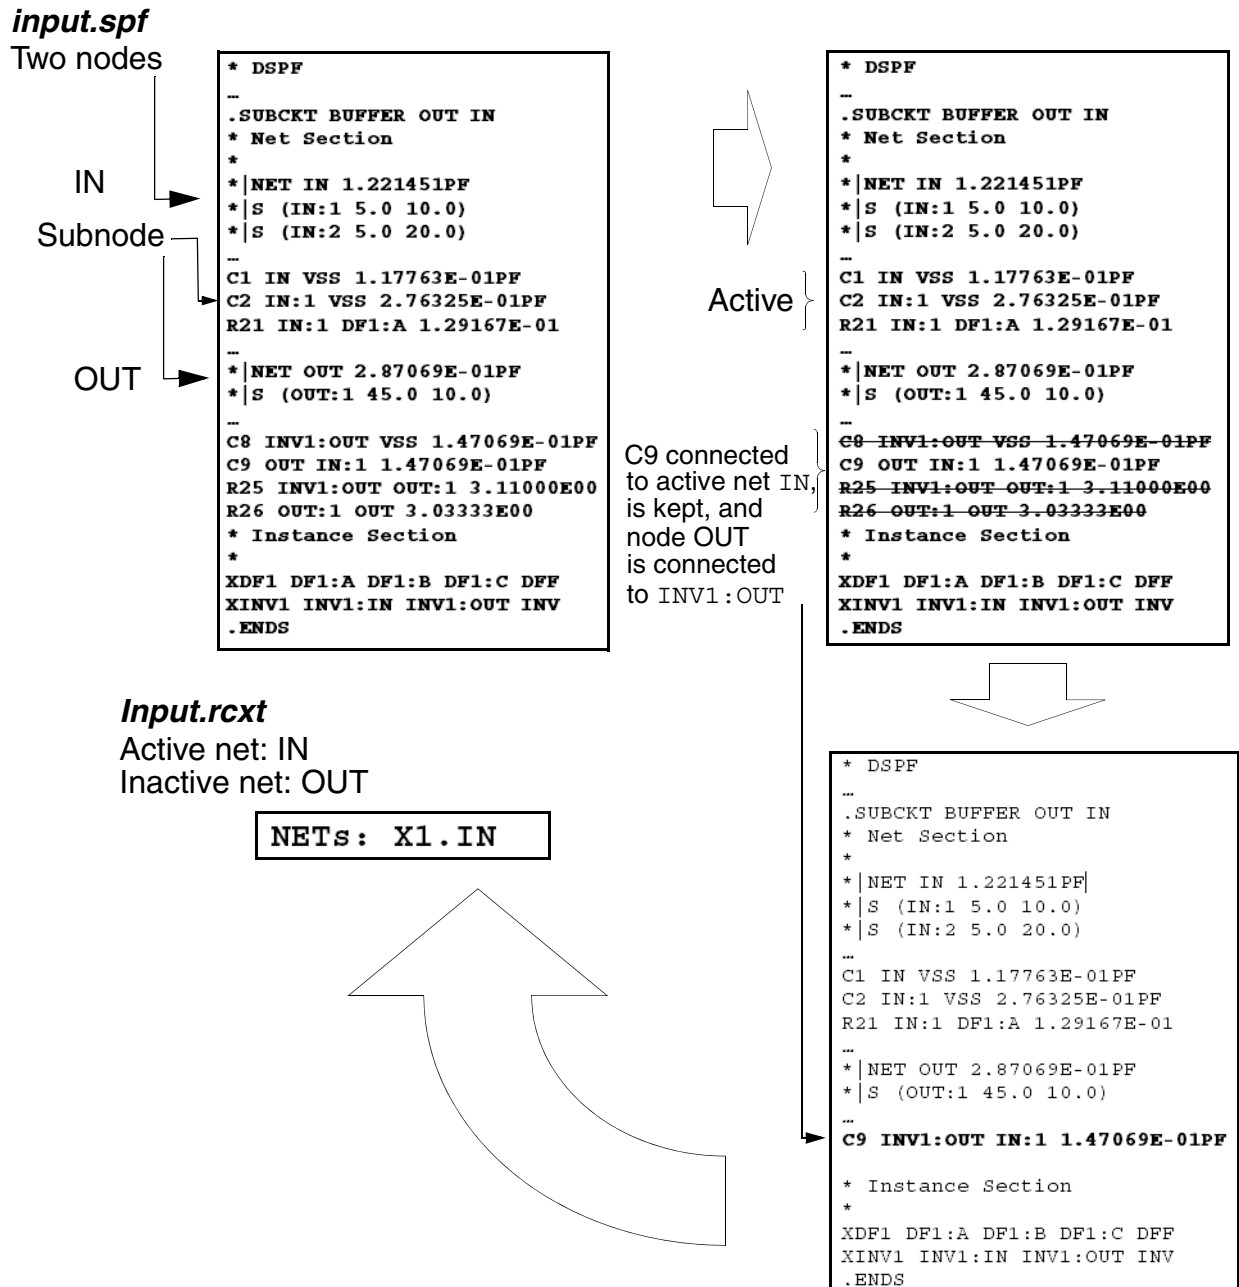 input.spf
Two nodes
IN
Subnode
OUT
* DSPF
…
.SUBCKT BUFFER OUT IN
* Net Section
*
*|NET IN 1.221451PF
*|S (IN:1 5.0 10.0)
*|S (IN:2 5.0 20.0)
…
C1 IN VSS 1.17763E-01PF
C2 IN:1 VSS 2.76325E-01PF
R21 IN:1 DF1:A 1.29167E-01
…
*|NET OUT 2.87069E-01PF
*|S (OUT:1 45.0 10.0)
…
C8 INV1:OUT VSS 1.47069E-01PF
C9 OUT IN:1 1.47069E-01PF
R25 INV1:OUT OUT:1 3.11000E00
R26 OUT:1 OUT 3.03333E00
* Instance Section
*
XDF1 DF1:A DF1:B DF1:C DFF
XINV1 INV1:IN INV1:OUT INV
.ENDS
Active
C9 connected
to active net IN,
is kept, and
node OUT
is connected
to INV1:OUT
* DSPF
…
.SUBCKT BUFFER OUT IN
* Net Section
*
*|NET IN 1.221451PF
*|S (IN:1 5.0 10.0)
*|S (IN:2 5.0 20.0)
…
C1 IN VSS 1.17763E-01PF
C2 IN:1 VSS 2.76325E-01PF
R21 IN:1 DF1:A 1.29167E-01
…
*|NET OUT 2.87069E-01PF
*|S (OUT:1 45.0 10.0)
…
C8 INV1:OUT VSS 1.47069E-01PF
C9 OUT IN:1 1.47069E-01PF
R25 INV1:OUT OUT:1 3.11000E00
R26 OUT:1 OUT 3.03333E00
* Instance Section
*
XDF1 DF1:A DF1:B DF1:C DFF
XINV1 INV1:IN INV1:OUT INV
.ENDS
Input.rcxt
Active net: IN
Inactive net: OUT
NETs: X1.IN
* DSPF
…
.SUBCKT BUFFER OUT IN
* Net Section
*
*|NET IN 1.221451PF
*|S (IN:1 5.0 10.0)
*|S (IN:2 5.0 20.0)
…
C1 IN VSS 1.17763E-01PF
C2 IN:1 VSS 2.76325E-01PF
R21 IN:1 DF1:A 1.29167E-01
…
*|NET OUT 2.87069E-01PF
*|S (OUT:1 45.0 10.0)
…
C9 INV1:OUT IN:1 1.47069E-01PF
* Instance Section
*
XDF1 DF1:A DF1:B DF1:C DFF
XINV1 INV1:IN INV1:OUT INV
.ENDS